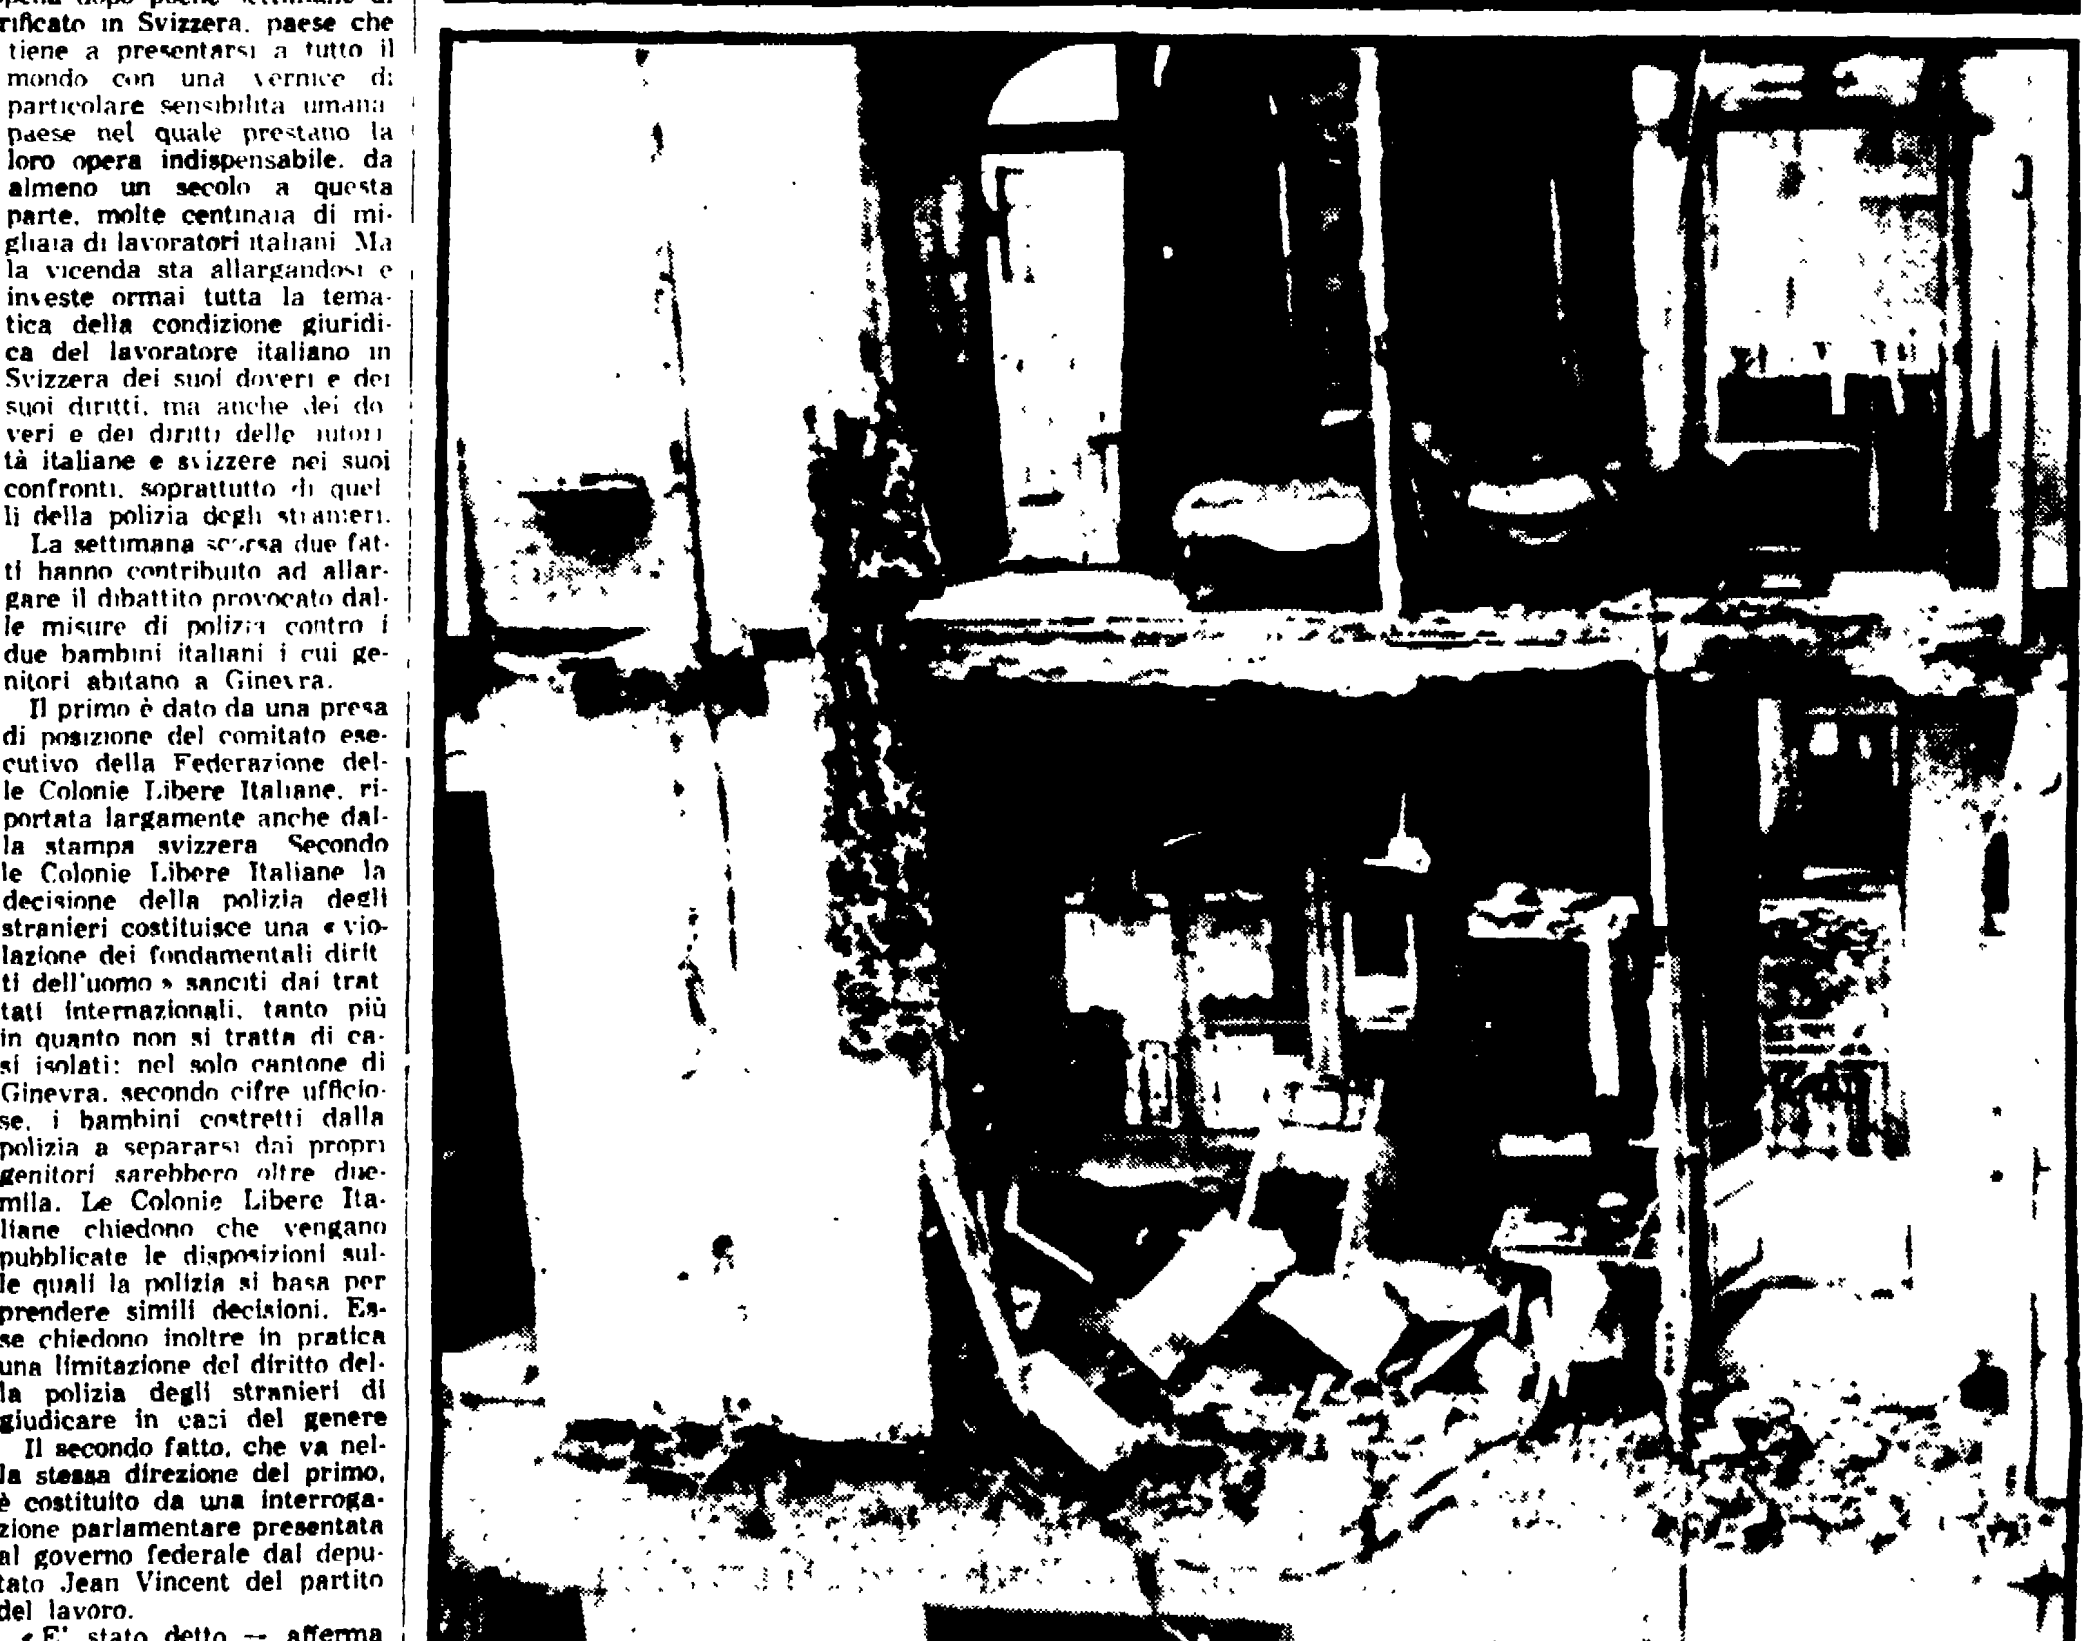 rificato in Svizzera, paese che
tiene a presentarsi a tutto il
mondo con una vernice di
particolare sensibilità umana
paese nel quale prestano la
loro opera indispensabile, da
almeno un secolo a questa
parte, molte centinaia di mi-
gliaia di lavoratori italiani Ma
la vicenda sta allargandosi e
investe ormai tutta la tema-
tica della condizione giuridi-
ca del lavoratore italiano in
Svizzera dei suoi doveri e dei
suoi diritti, ma anche dei do
veri e dei diritti delle autori
tà italiane e svizzere nei suoi
confronti, soprattutto di quel
li della polizia degli stranieri.
La settimana scorsa due fat-
ti hanno contribuito ad allar-
gare il dibattito provocato dal-
le misure di polizia contro i
due bambini italiani i cui ge-
nitori abitano a Ginevra.
Il primo è dato da una presa
di posizione del comitato ese-
cutivo della Federazione del-
le Colonie Libere Italiane, ri-
portata largamente anche dal-
la stampa svizzera Secondo
le Colonie Libere Italiane la
decisione della polizia degli
stranieri costituisce una « vio-
lazione dei fondamentali dirit
ti dell'uomo » sanciti dai trat
tati internazionali, tanto più
in quanto non si tratta di ca-
si isolati: nel solo cantone di
Ginevra, secondo cifre ufficio-
se, i bambini costretti dalla
polizia a separarsi dai propri
genitori sarebbero oltre due-
mila. Le Colonie Libere Ita-
liane chiedono che vengano
pubblicate le disposizioni sul-
le quali la polizia si basa per
prendere simili decisioni. Es-
se chiedono inoltre in pratica
una limitazione del diritto del-
la polizia degli stranieri di
giudicare in casi del genere
Il secondo fatto, che va nel-
la stessa direzione del primo,
è costituito da una interroga-
zione parlamentare presentata
al governo federale dal depu-
tato Jean Vincent del partito
del lavoro.
« E' stato detto — afferma